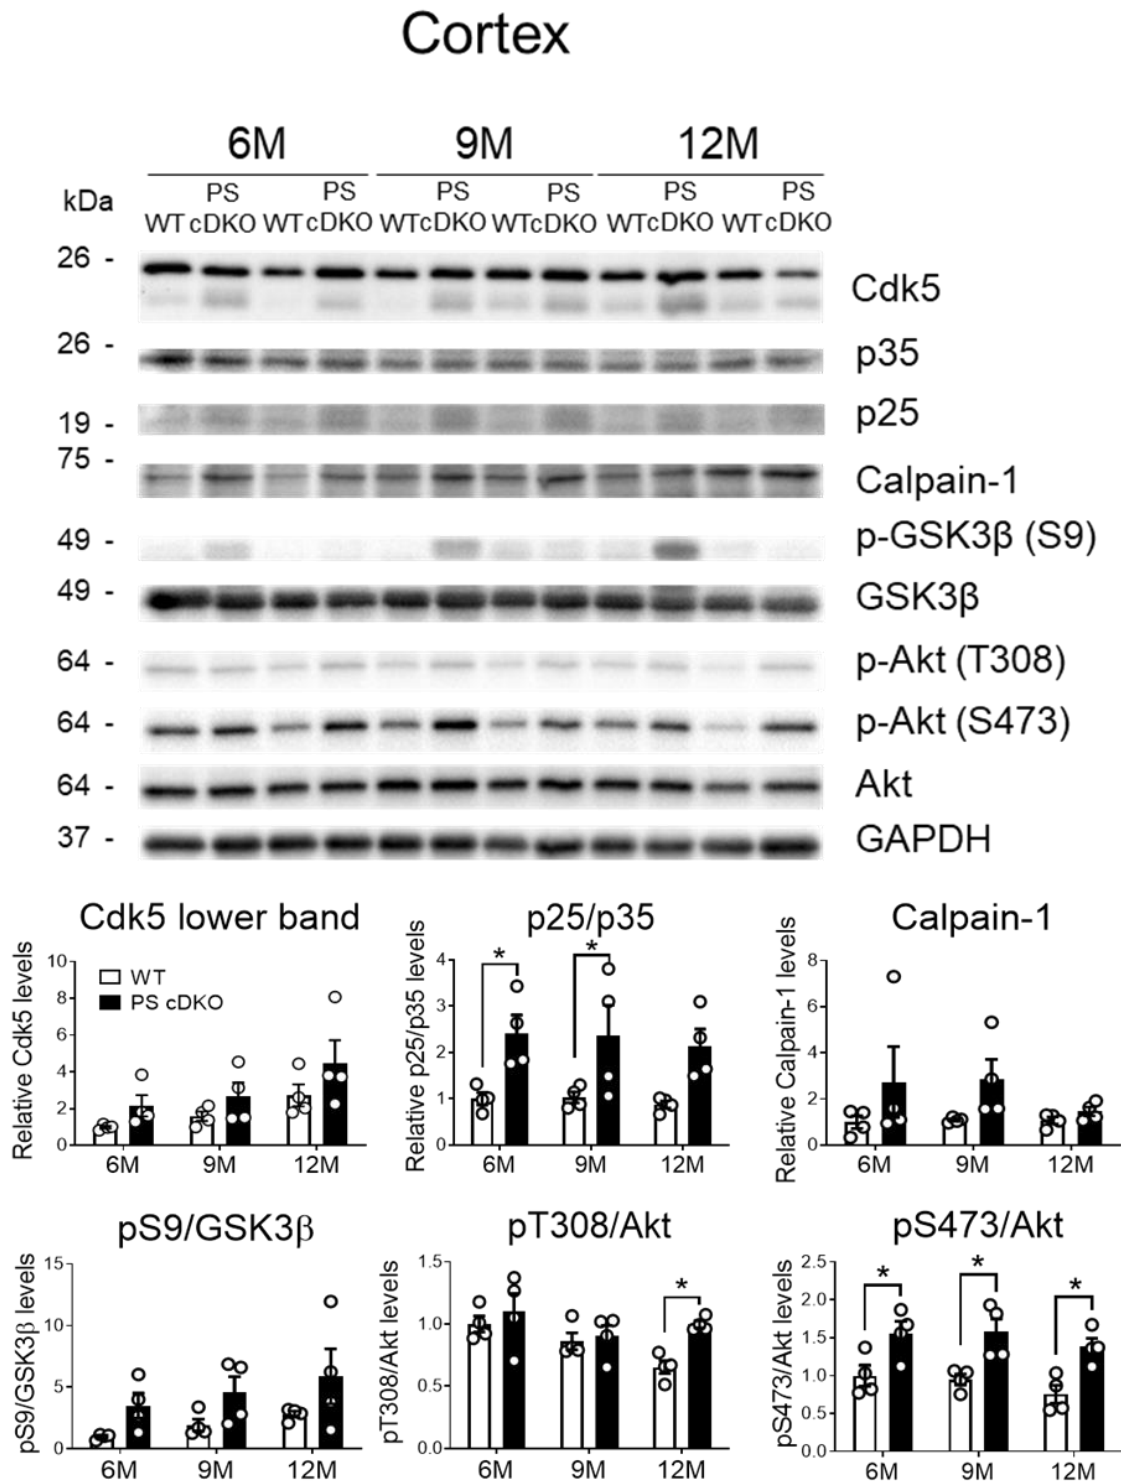 Cortex
6M 9M 12M
kDa
PS PS PS PS PS PS
WT cDKO WT cDKO WT cDKO WT cDKO WT cDKO WT cDKO
26 -
Cdk5
26 -
p35
19 -
p25
75 -
Calpain-1
49 -
p-GSK3β (S9)
49 -
GSK3β
64 -
p-Akt (T308)
64 -
p-Akt (S473)
64 -
Akt
37 -
GAPDH
Cdk5 lower band
Relative Cdk5 levels
10
8
6
4
2
0
WT
PS cDKO
6M 9M 12M
p25/p35
Relative p25/p35 levels
4
3
2
1
0
* *
6M 9M 12M
Calpain-1
Relative Calpain-1 levels
8
6
4
2
0
6M 9M 12M
pS9/GSK3β
pS9/GSK3β levels
15
10
5
0
6M 9M 12M
pT308/Akt
pT308/Akt levels
1.5
1.0
0.5
0.0
*
6M 9M 12M
pS473/Akt
pS473/Akt levels
2.5
2.0
1.5
1.0
0.5
0.0
* * *
6M 9M 12M